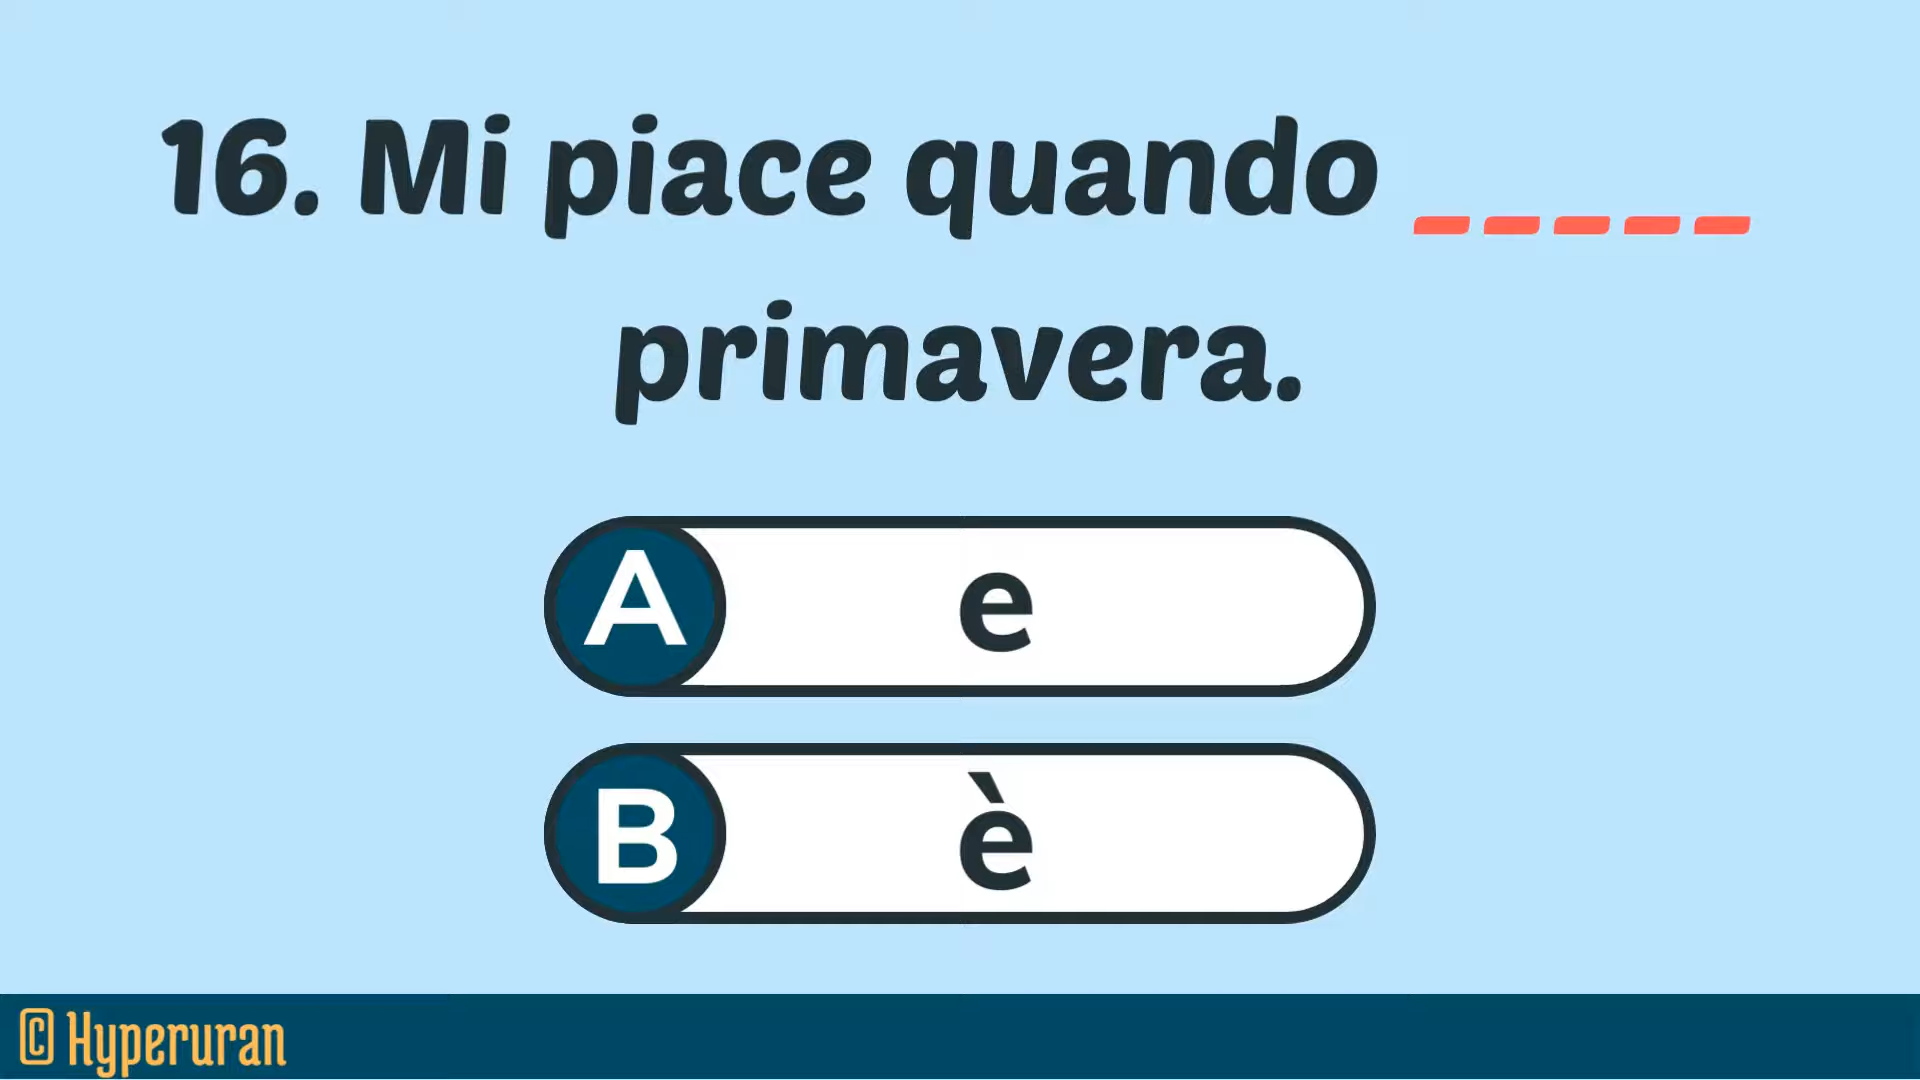 16. Mi piace quando _____
primavera.
A e
B è
© Hyperuran